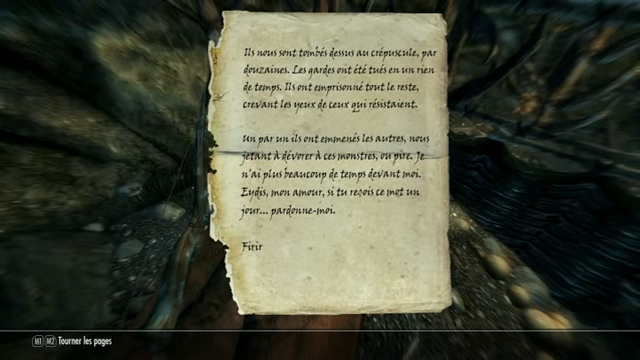 Ils nous sont tombés dessus au crépuscule, par
douzaines. Les gardes ont été tués en un rien
de temps. Ils ont emprisonné tout le reste,
crevant les yeux de ceux qui résistaient.
Un par un ils ont emmenés les autres, nous
jetant à dévorer à ces monstres, ou pire. Je
n'ai plus beaucoup de temps devant moi.
Eydis, mon amour, si tu reçois ce mot un
jour... pardonne-moi.
Firir
M1 M2 Tourner les pages